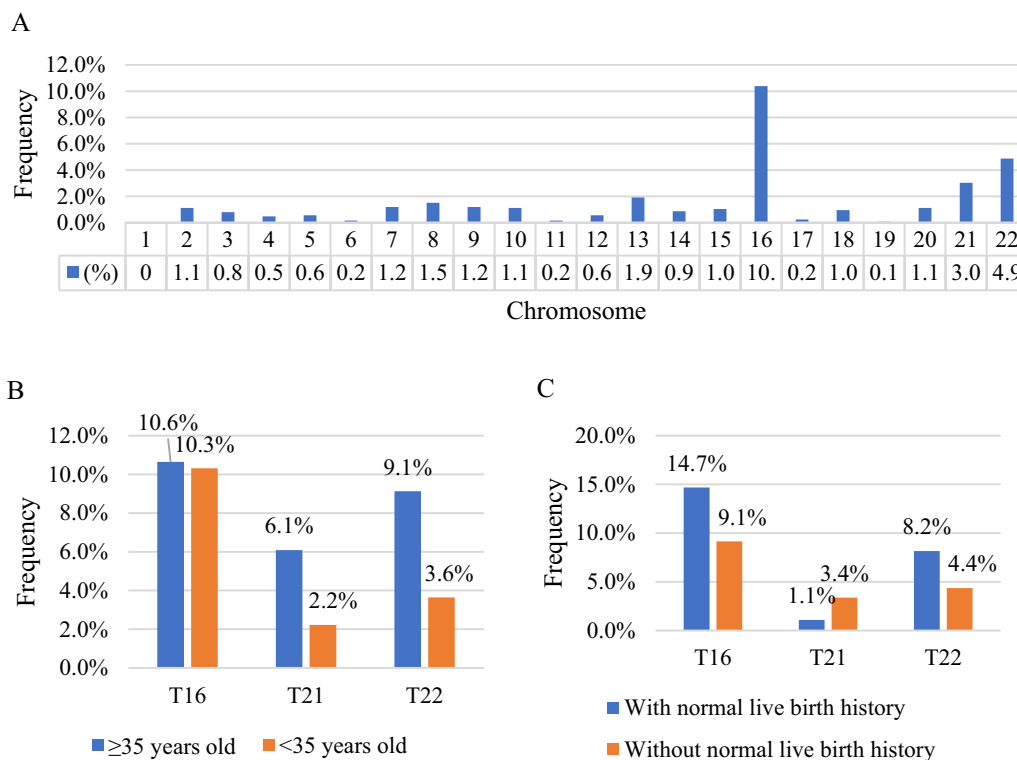 A
12.0%
10.0%
8.0%
6.0%
4.0%
2.0%
0.0%
Frequency
1 2 3 4 5 6 7 8 9 10 11 12 13 14 15 16 17 18 19 20 21 22
(%) 0 1.1 0.8 0.5 0.6 0.2 1.2 1.5 1.2 1.1 0.2 0.6 1.9 0.9 1.0 10. 0.2 1.0 0.1 1.1 3.0 4.9
Chromosome
B
12.0%
10.0%
8.0%
6.0%
4.0%
2.0%
0.0%
Frequency
10.6%
10.3%
6.1%
2.2%
9.1%
3.6%
T16 T21 T22
≥35 years old <35 years old
C
20.0%
15.0%
10.0%
5.0%
0.0%
Frequency
14.7%
9.1%
1.1%
3.4%
8.2%
4.4%
T16 T21 T22
With normal live birth history
Without normal live birth history